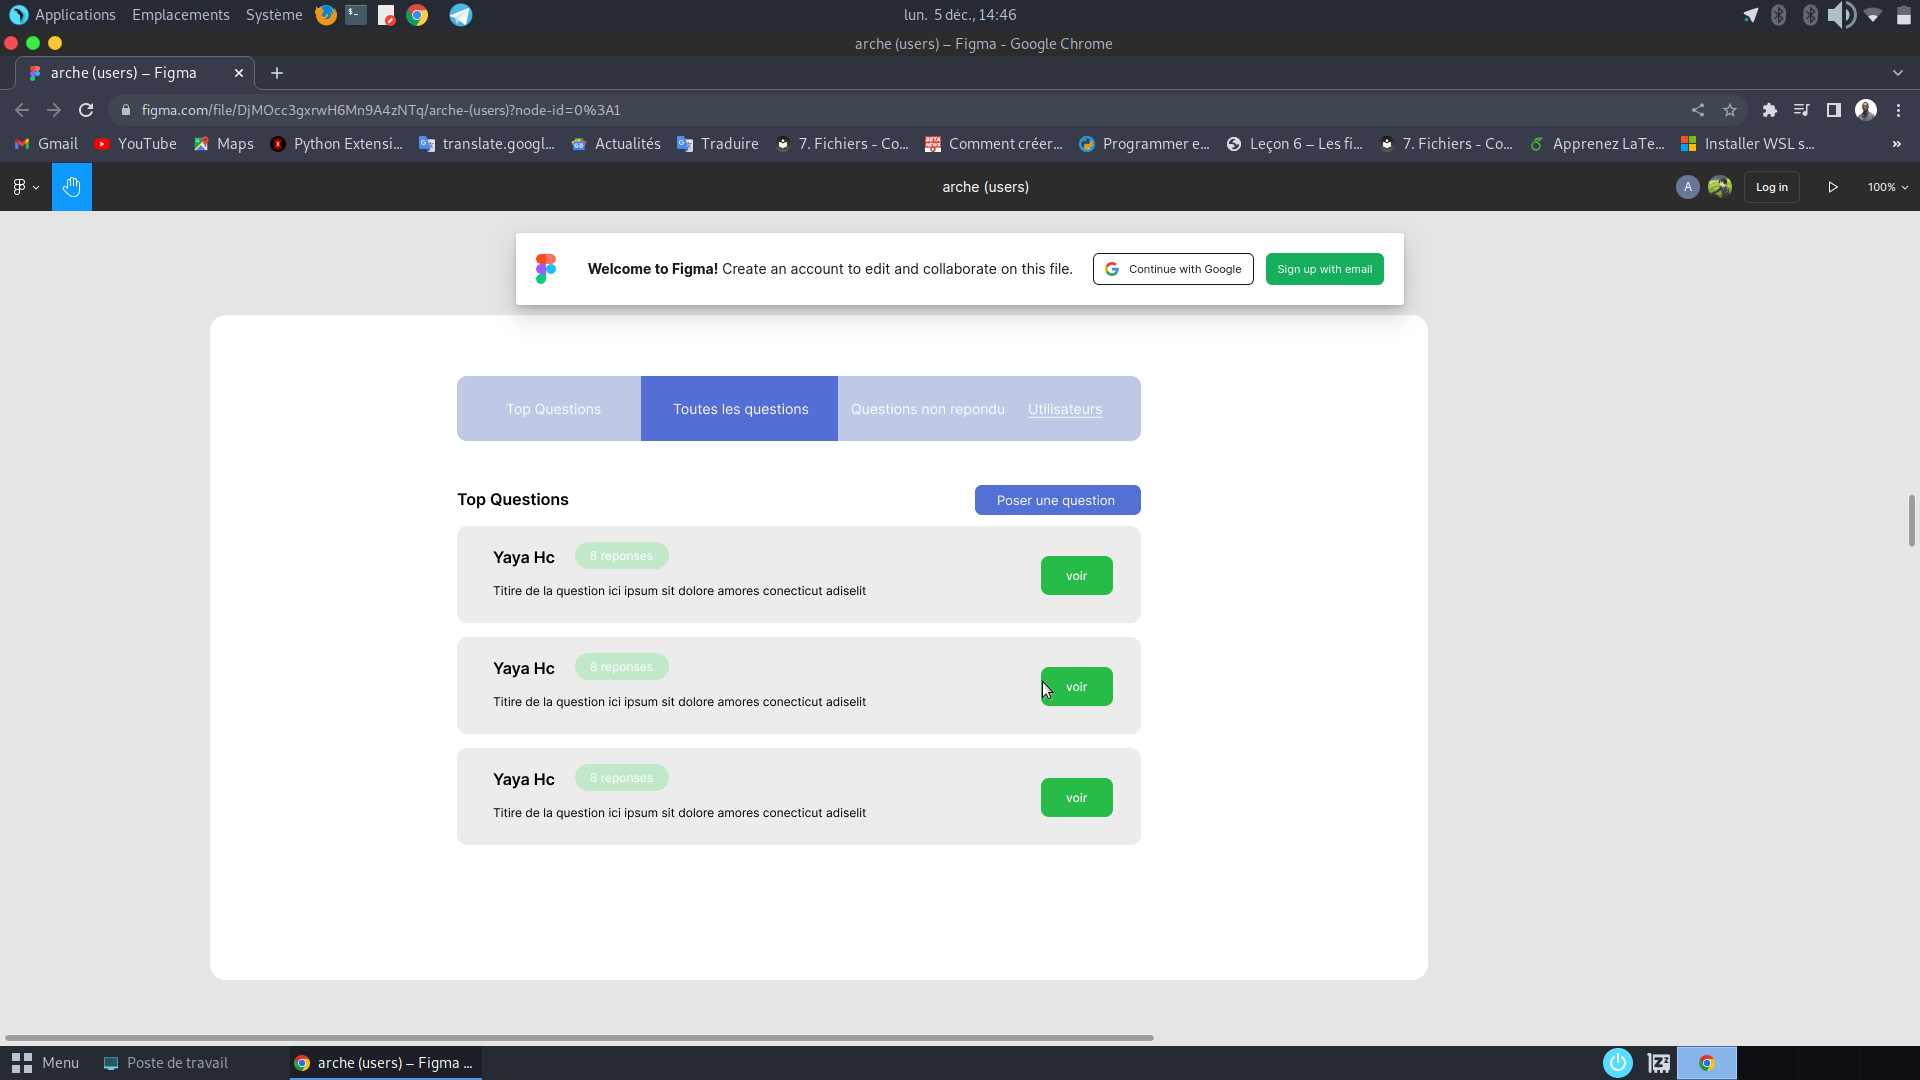 Applications Emplacements Système lun. 5 déc., 14:46
arche (users) – Figma - Google Chrome
arche (users) – Figma
figma.com/file/DjMOcc3gxrwH6Mn9A4zNTq/arche-(users)?node-id=0%3A1
Gmail YouTube Maps Python Extensi... translate.googl... Actualités Traduire 7. Fichiers - Co... Comment créer... Programmer e... Leçon 6 – Les fi... 7. Fichiers - Co... Apprenez LaTe... Installer WSL s... »
arche (users) A Log in 100%
Welcome to Figma! Create an account to edit and collaborate on this file. Continue with Google Sign up with email
Top Questions Toutes les questions Questions non repondu Utilisateurs
Top Questions Poser une question
Yaya Hc 8 reponses
Titire de la question ici ipsum sit dolore amores conecticut adiselit
voir
Yaya Hc 8 reponses
Titire de la question ici ipsum sit dolore amores conecticut adiselit
voir
Yaya Hc 8 reponses
Titire de la question ici ipsum sit dolore amores conecticut adiselit
voir
Menu Poste de travail arche (users) – Figma ...